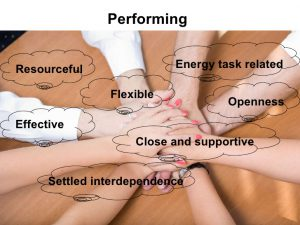 Performing
Resourceful
Energy task related
Flexible
Openness
Effective
Close and supportive
Settled interdependence